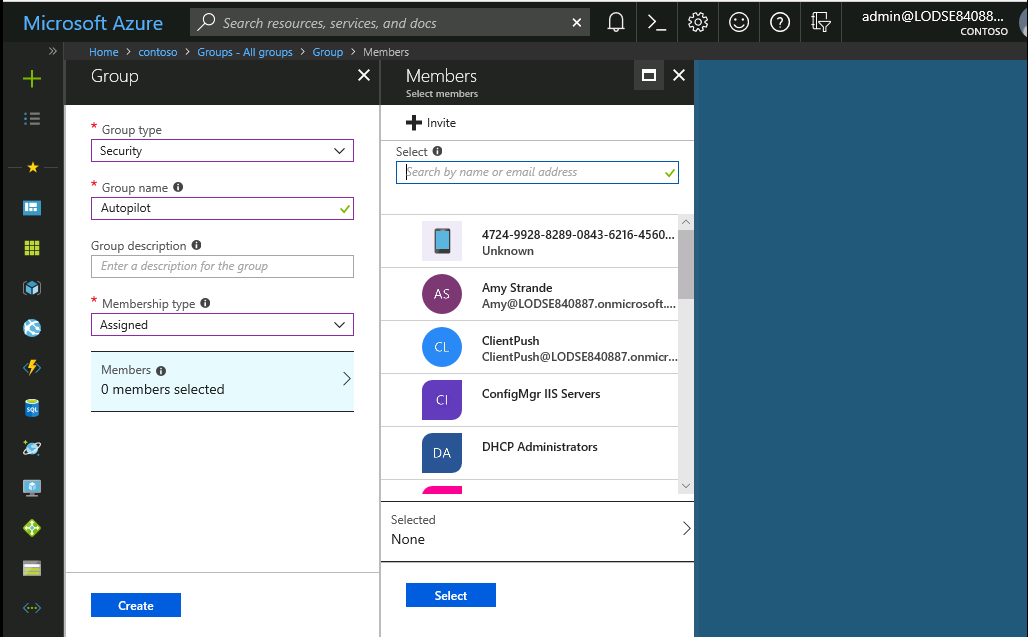 Microsoft Azure
Search resources, services, and docs
admin@LODSE84088...
CONTOSO
Home > contoso > Groups - All groups > Group > Members
Group
* Group type
Security
* Group name
Autopilot
Group description
Enter a description for the group
* Membership type
Assigned
Members
0 members selected
Create
Members
Select members
Invite
Select
Search by name or email address
4724-9928-8289-0843-6216-4560...
Unknown
AS
Amy Strande
Amy@LODSE840887.onmicrosoft....
CL
ClientPush
ClientPush@LODSE840887.onmicr...
CI
ConfigMgr IIS Servers
DA
DHCP Administrators
Selected
None
Select
SQL